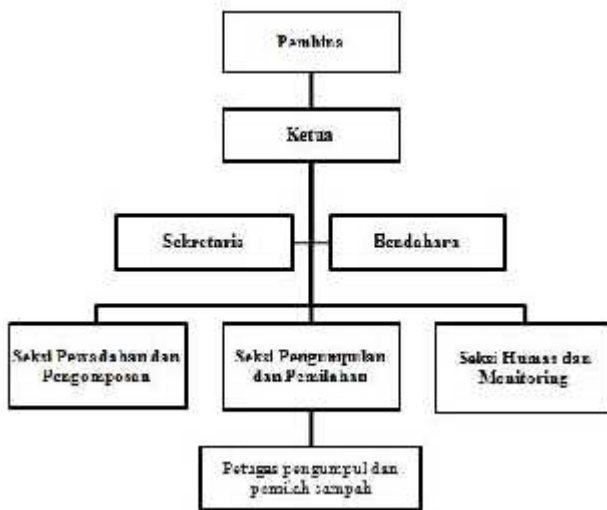 Pembina
Ketua
Sekretaris
Bendahara
Seksi Pewadahan dan
Pengomposan
Seksi Pengumpulan
dan Pemilahan
Seksi Humas dan
Monitoring
Petugas pengumpul dan
pemilah sampah